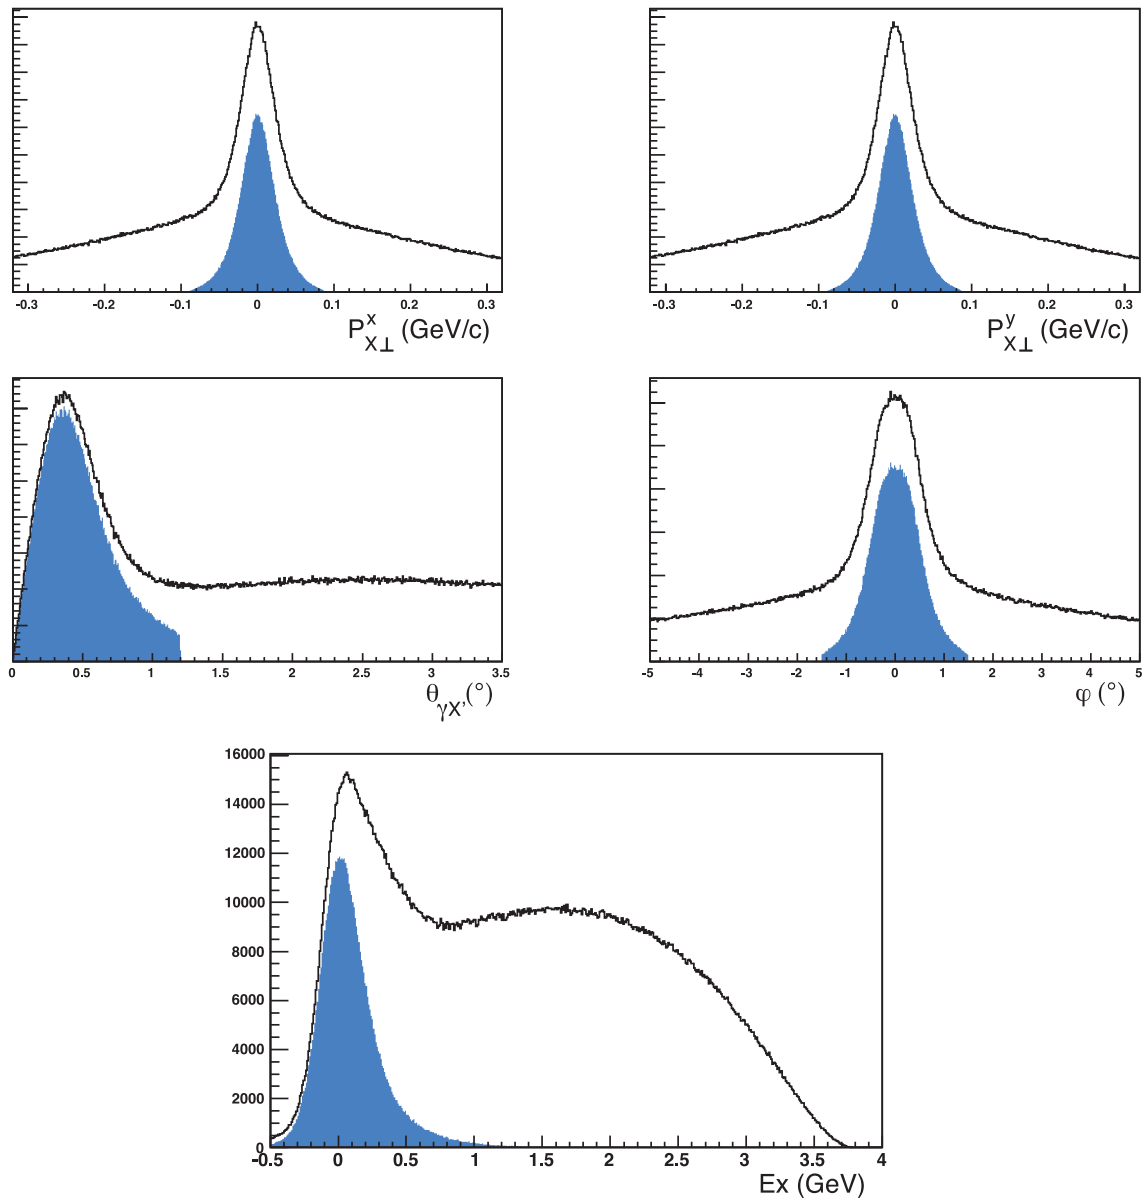 -0.3 -0.2 -0.1 0 0.1 0.2 0.3
P^x_X⊥ (GeV/c)
-0.3 -0.2 -0.1 0 0.1 0.2 0.3
P^y_X⊥ (GeV/c)
0 0.5 1 1.5 2 2.5 3 3.5
θ_γX'(°)
-5 -4 -3 -2 -1 0 1 2 3 4 5
φ (°)
16000
14000
12000
10000
8000
6000
4000
2000
0
-0.5 0 0.5 1 1.5 2 2.5 3 3.5 4
Ex (GeV)